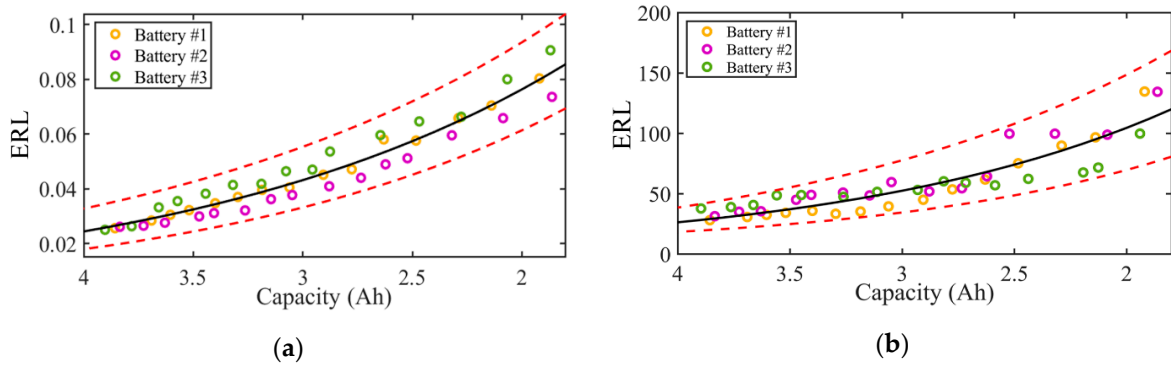 0.1
0.08
0.06
0.04
0.02
ERL
Battery #1
Battery #2
Battery #3
4
3.5
3
2.5
2
Capacity (Ah)
(a)
200
150
100
50
0
ERL
Battery #1
Battery #2
Battery #3
4
3.5
3
2.5
2
Capacity (Ah)
(b)